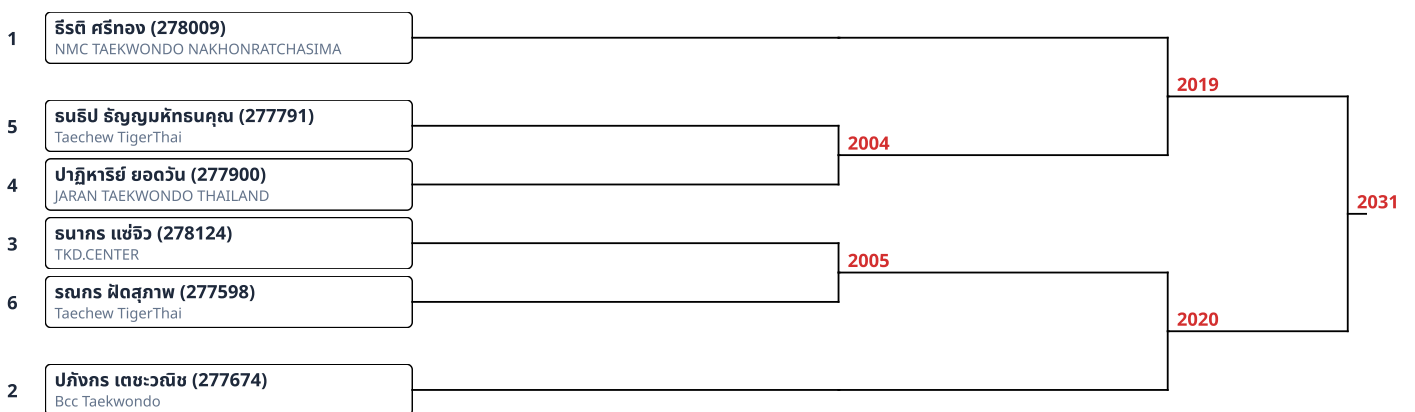 1
ธีรติ ศรีทอง (278009)
NMC TAEKWONDO NAKHONRATCHASIMA
2019
5
ธนธิป ธัญญมหัทธนคุณ (277791)
Taechew TigerThai
2004
4
ปาฏิหาริย์ ยอดวัน (277900)
JARAN TAEKWONDO THAILAND
2031
3
ธนากร แซ่จิว (278124)
TKD.CENTER
2005
6
รณกร ฝัดสุภาพ (277598)
Taechew TigerThai
2020
2
ปภังกร เตชะวณิช (277674)
Bcc Taekwondo